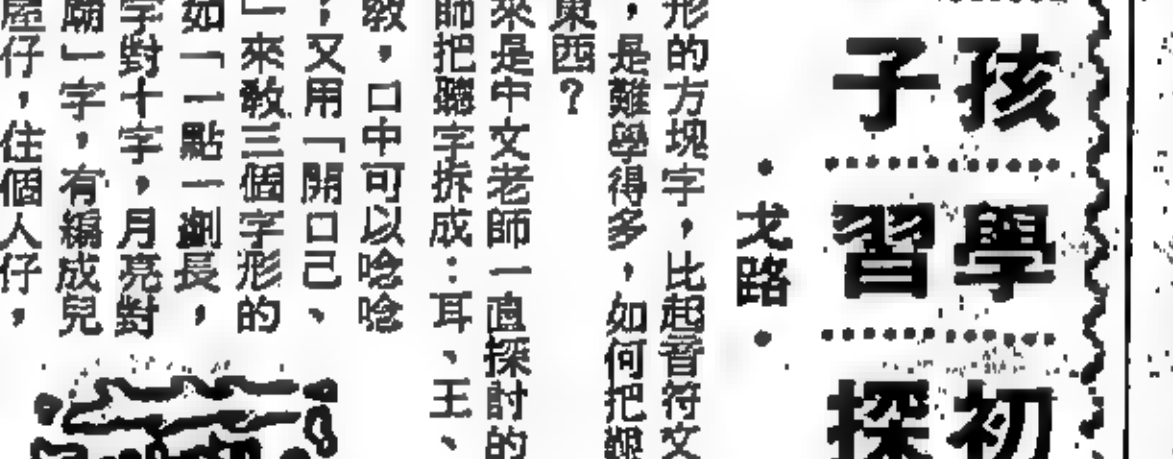 孩學初
子習探
·戈路·
形的方塊字，比起音符文
，是難學得多，如何把艱
東西？
來是中文老師一直探討的
師把聽字拆成：耳、王、
教，口中可以唸唸
，又用「開口己、
」來教三個字形的
如「一點一劃長，
字對十字，月亮對
廟」字，有編成兒
屋仔，住個人仔，